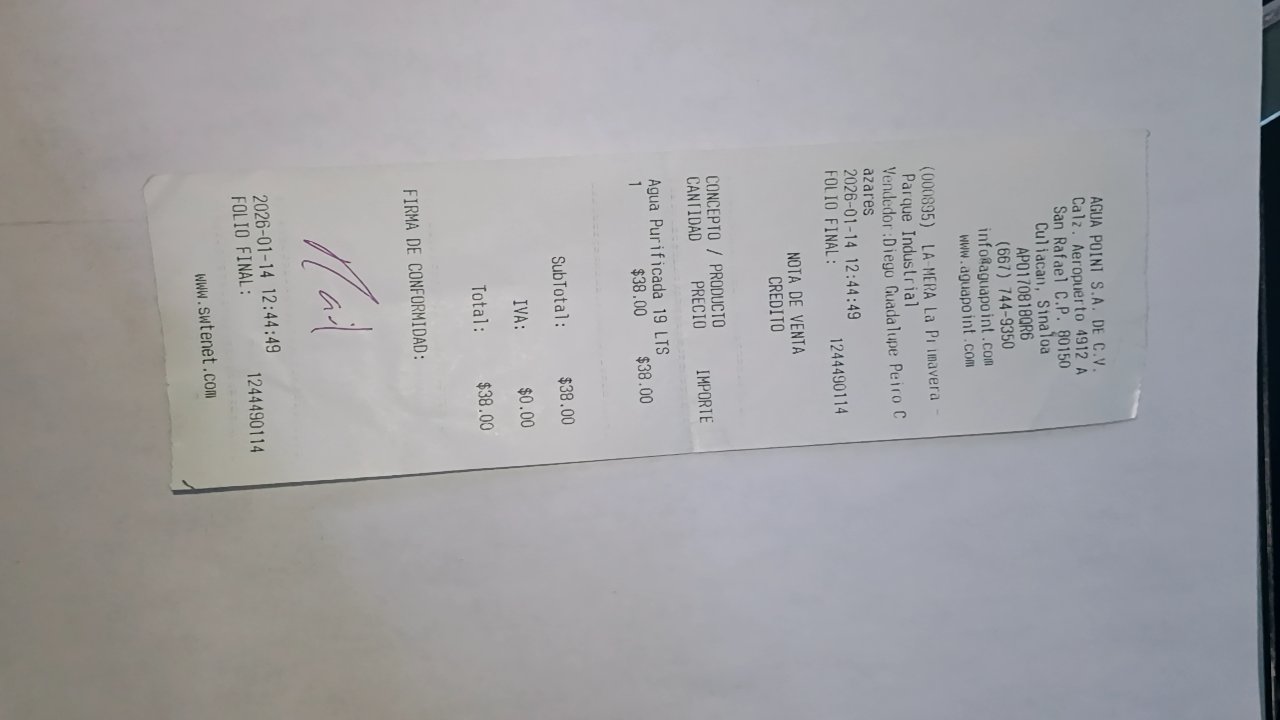 AGUA POINT S.A. DE C.V.
Calz. Aeropuerto 4912 A
San Rafael C.P. 80150
Culiacan, Sinaloa
APO170818QR6
(667) 744-9350
info@aguapoint.com
www.aguapoint.com
(000895) LA MERA La Primavera -
Parque Industrial
Vendedor:Diego Guadalupe Peiro C
azares
2026-01-14 12:44:49
FOLIO FINAL: 1244490114
NOTA DE VENTA
CREDITO
CONCEPTO / PRODUCTO
CANTIDAD PRECIO IMPORTE
Agua Purificada 19 LTS
1 $38.00 $38.00
SubTotal: $38.00
IVA: $0.00
Total: $38.00
FIRMA DE CONFORMIDAD:
2026-01-14 12:44:49
FOLIO FINAL: 1244490114
www.swtenet.com